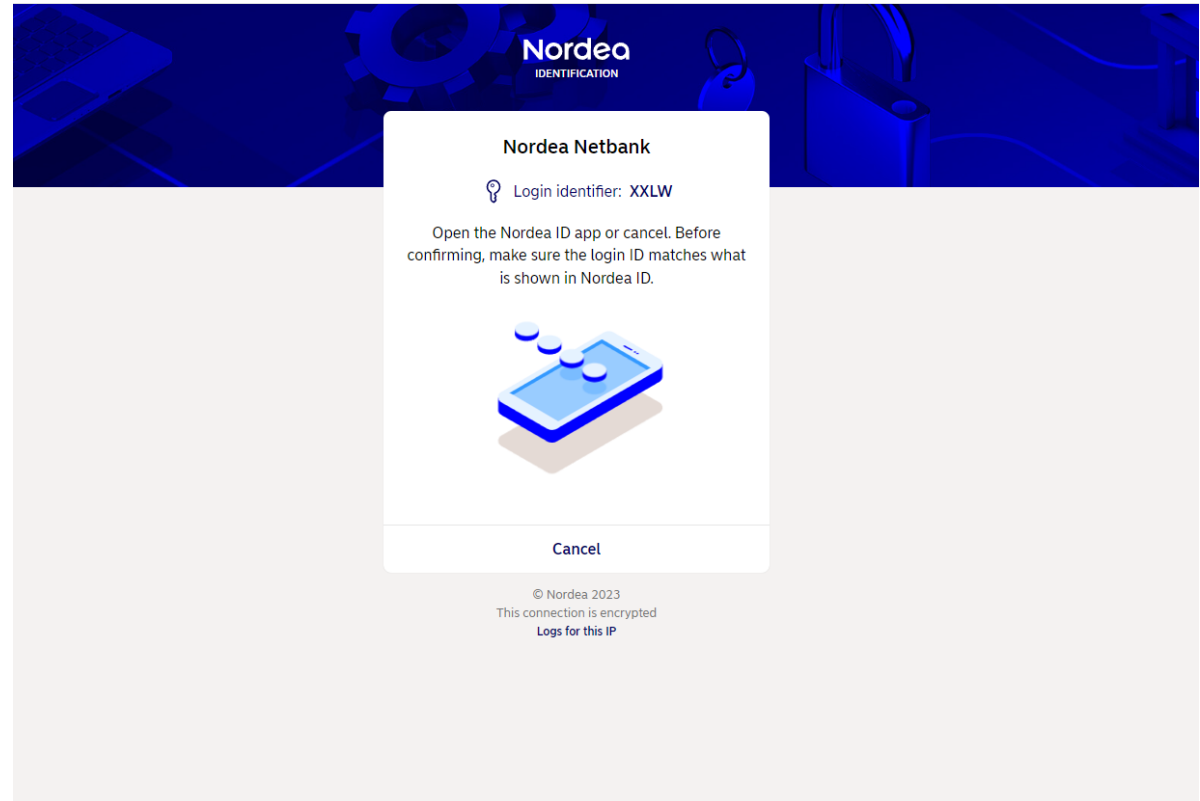 Nordea
IDENTIFICATION
Nordea Netbank
Login identifier: XXLW
Open the Nordea ID app or cancel. Before
confirming, make sure the login ID matches what
is shown in Nordea ID.
Cancel
© Nordea 2023
This connection is encrypted
Logs for this IP